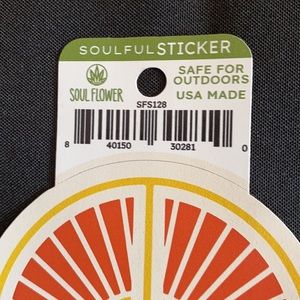 SOULFULSTICKER
SOUL FLOWER
SAFE FOR
OUTDOORS
USA MADE
SFS128
8 40150 30281 0